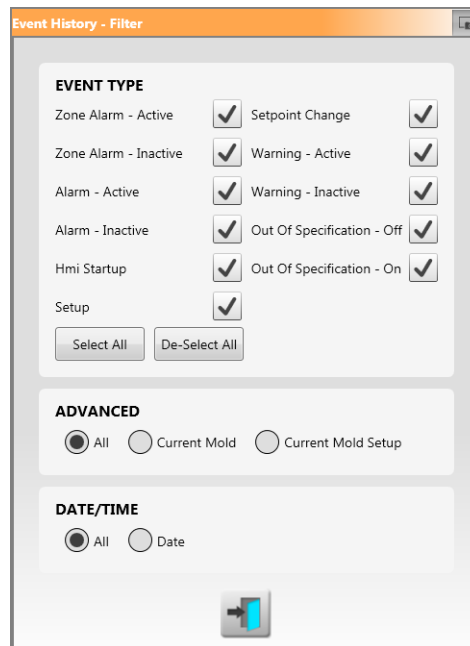 Event History - Filter
EVENT TYPE
Zone Alarm - Active Setpoint Change
Zone Alarm - Inactive Warning - Active
Alarm - Active Warning - Inactive
Alarm - Inactive Out Of Specification - Off
Hmi Startup Out Of Specification - On
Setup
Select All De-Select All
ADVANCED
All Current Mold Current Mold Setup
DATE/TIME
All Date